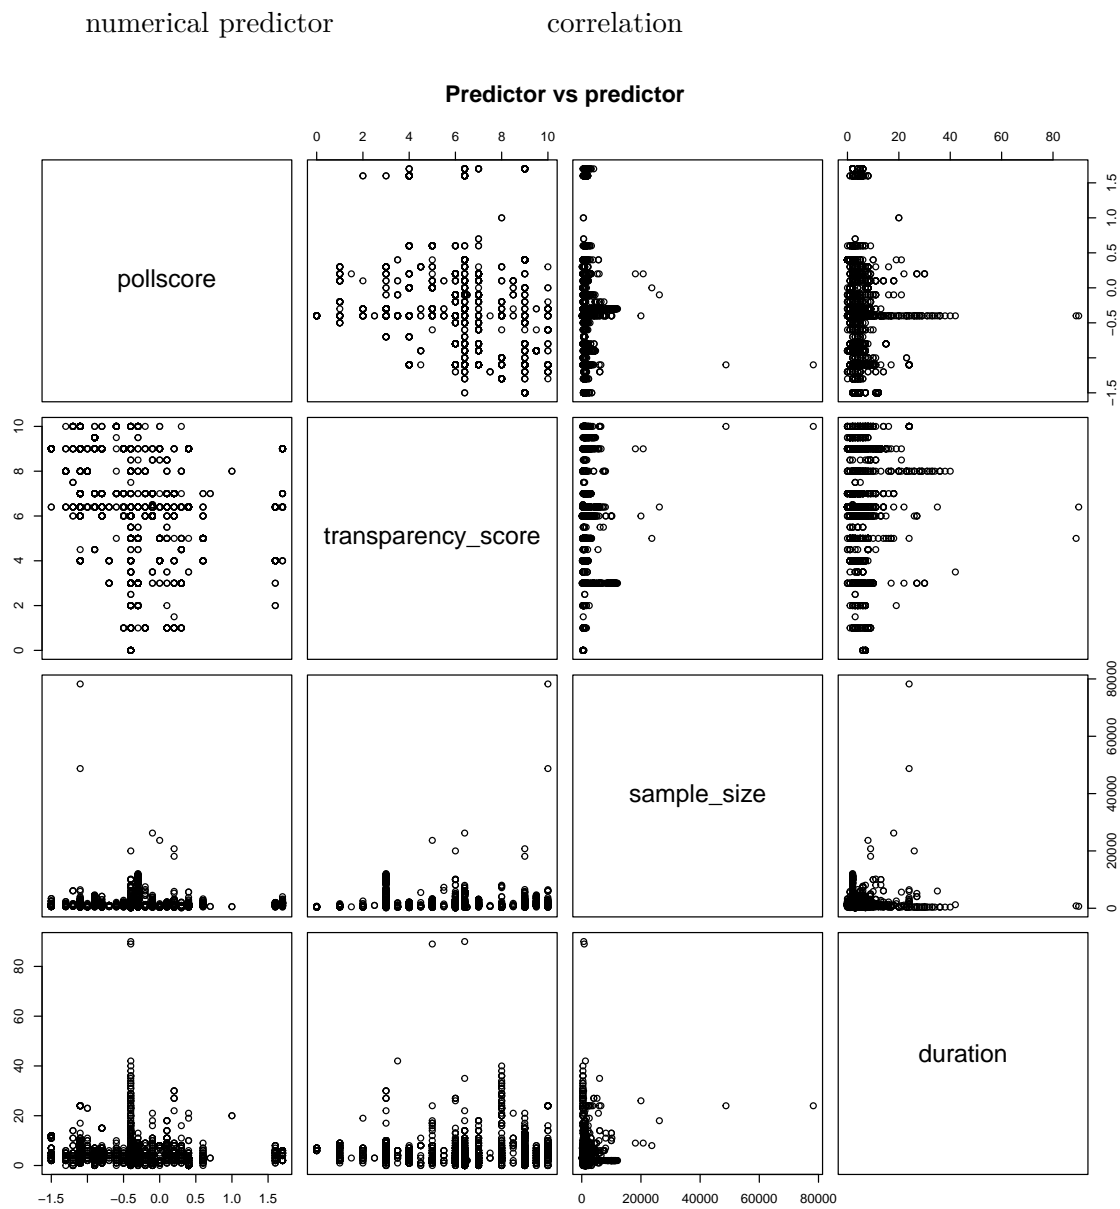 numerical predictor correlation
Predictor vs predictor
0 2 4 6 8 10 0 20 40 60 80
pollscore
−1.5 −0.5 0.0 0.5 1.0 1.5
0 2 4 6 8 10
transparency_score
sample_size
0 20000 40000 60000 80000
0 20 40 60 80
duration
−1.5 −0.5 0.0 0.5 1.0 1.5 0 20000 40000 60000 80000